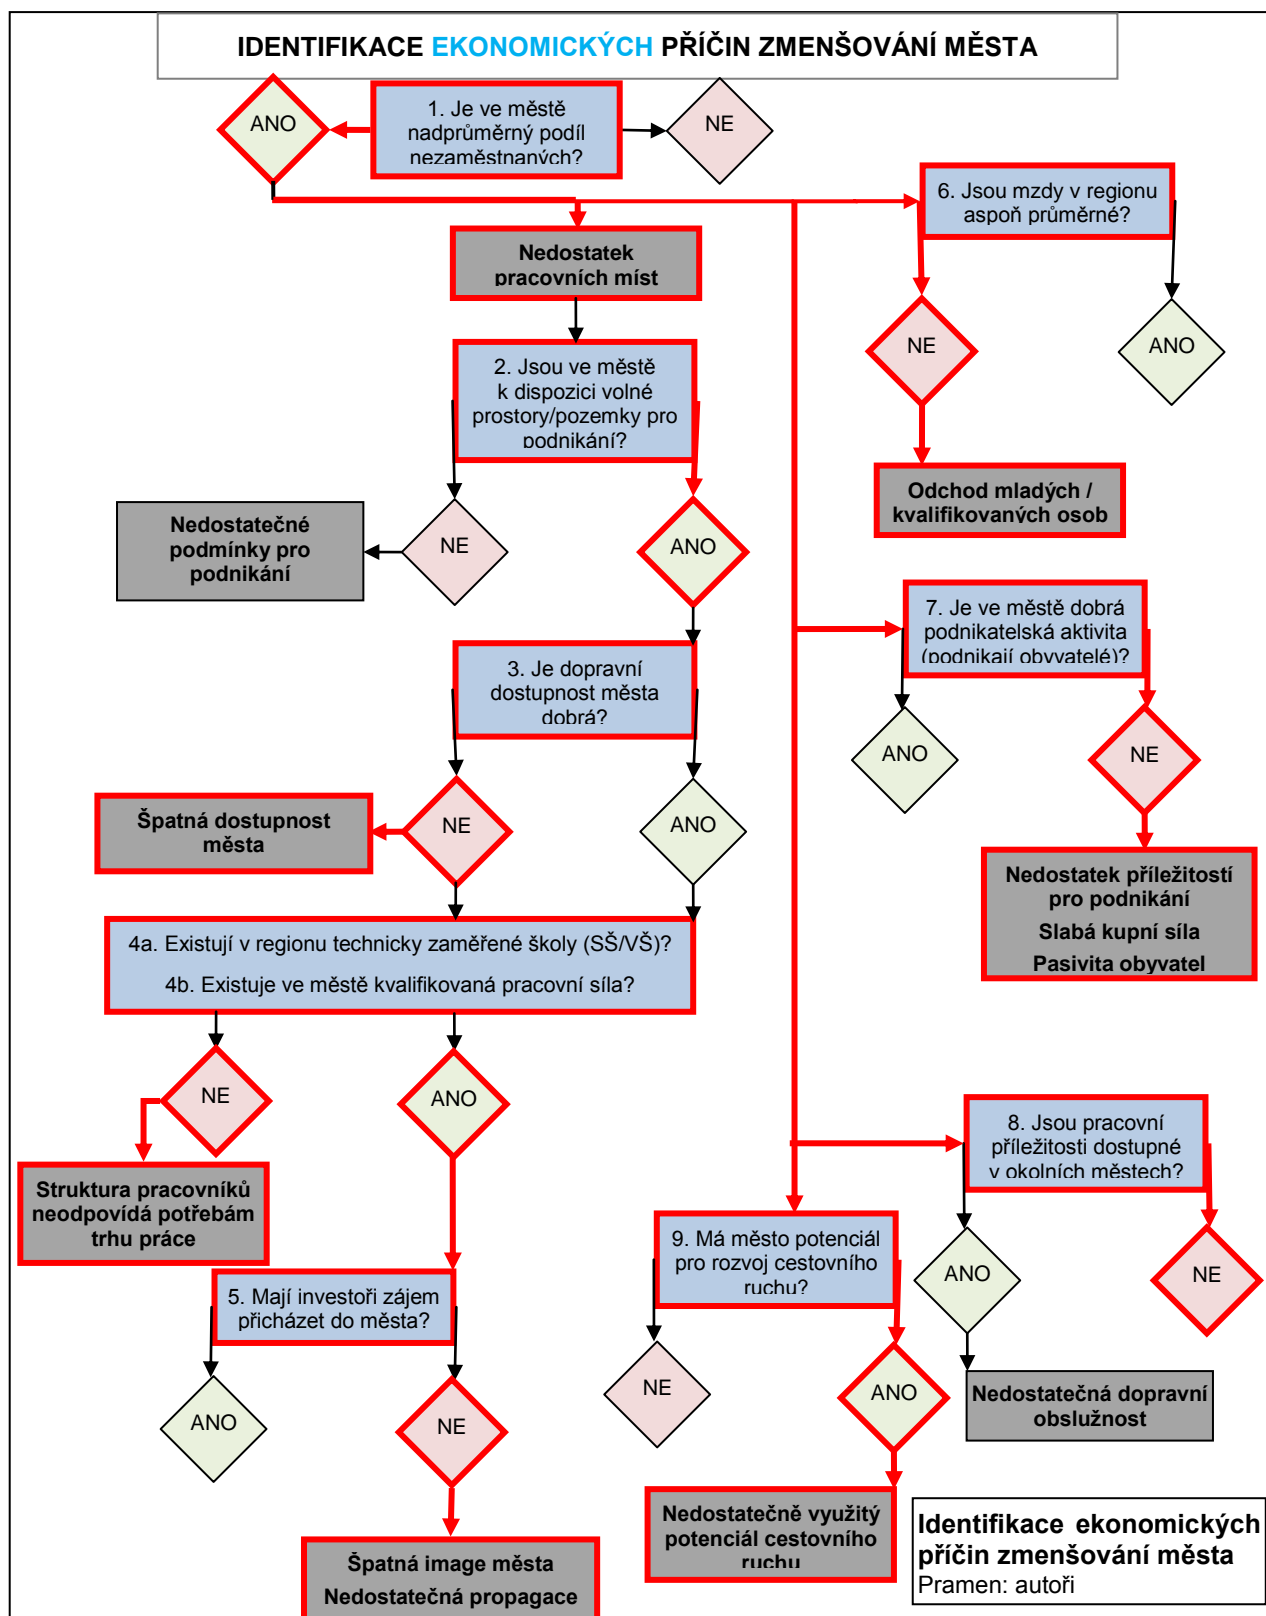 IDENTIFIKACE EKONOMICKÝCH PŘÍČIN ZMENŠOVÁNÍ MĚSTA
ANO
1. Je ve městě
nadprůměrný podíl
nezaměstnaných?
NE
6. Jsou mzdy v regionu
aspoň průměrné?
Nedostatek
pracovních míst
NE
ANO
2. Jsou ve městě
k dispozici volné
prostory/pozemky pro
podnikání?
Odchod mladých /
kvalifikovaných osob
Nedostatečné
podmínky pro
podnikání
NE
ANO
7. Je ve městě dobrá
podnikatelská aktivita
(podnikají obyvatelé)?
3. Je dopravní
dostupnost města
dobrá?
ANO
NE
Špatná dostupnost
města
NE
ANO
Nedostatek příležitostí
pro podnikání
Slabá kupní síla
Pasivita obyvatel
4a. Existují v regionu technicky zaměřené školy (SŠ/VŠ)?
4b. Existuje ve městě kvalifikovaná pracovní síla?
NE
ANO
8. Jsou pracovní
příležitosti dostupné
v okolních městech?
Struktura pracovníků
neodpovídá potřebám
trhu práce
9. Má město potenciál
pro rozvoj cestovního
ruchu?
ANO
NE
5. Mají investoři zájem
přicházet do města?
NE
ANO
Nedostatečná dopravní
obslužnost
ANO
NE
Nedostatečně využitý
potenciál cestovního
ruchu
Identifikace ekonomických
příčin zmenšování města
Pramen: autoři
Špatná image města
Nedostatečná propagace